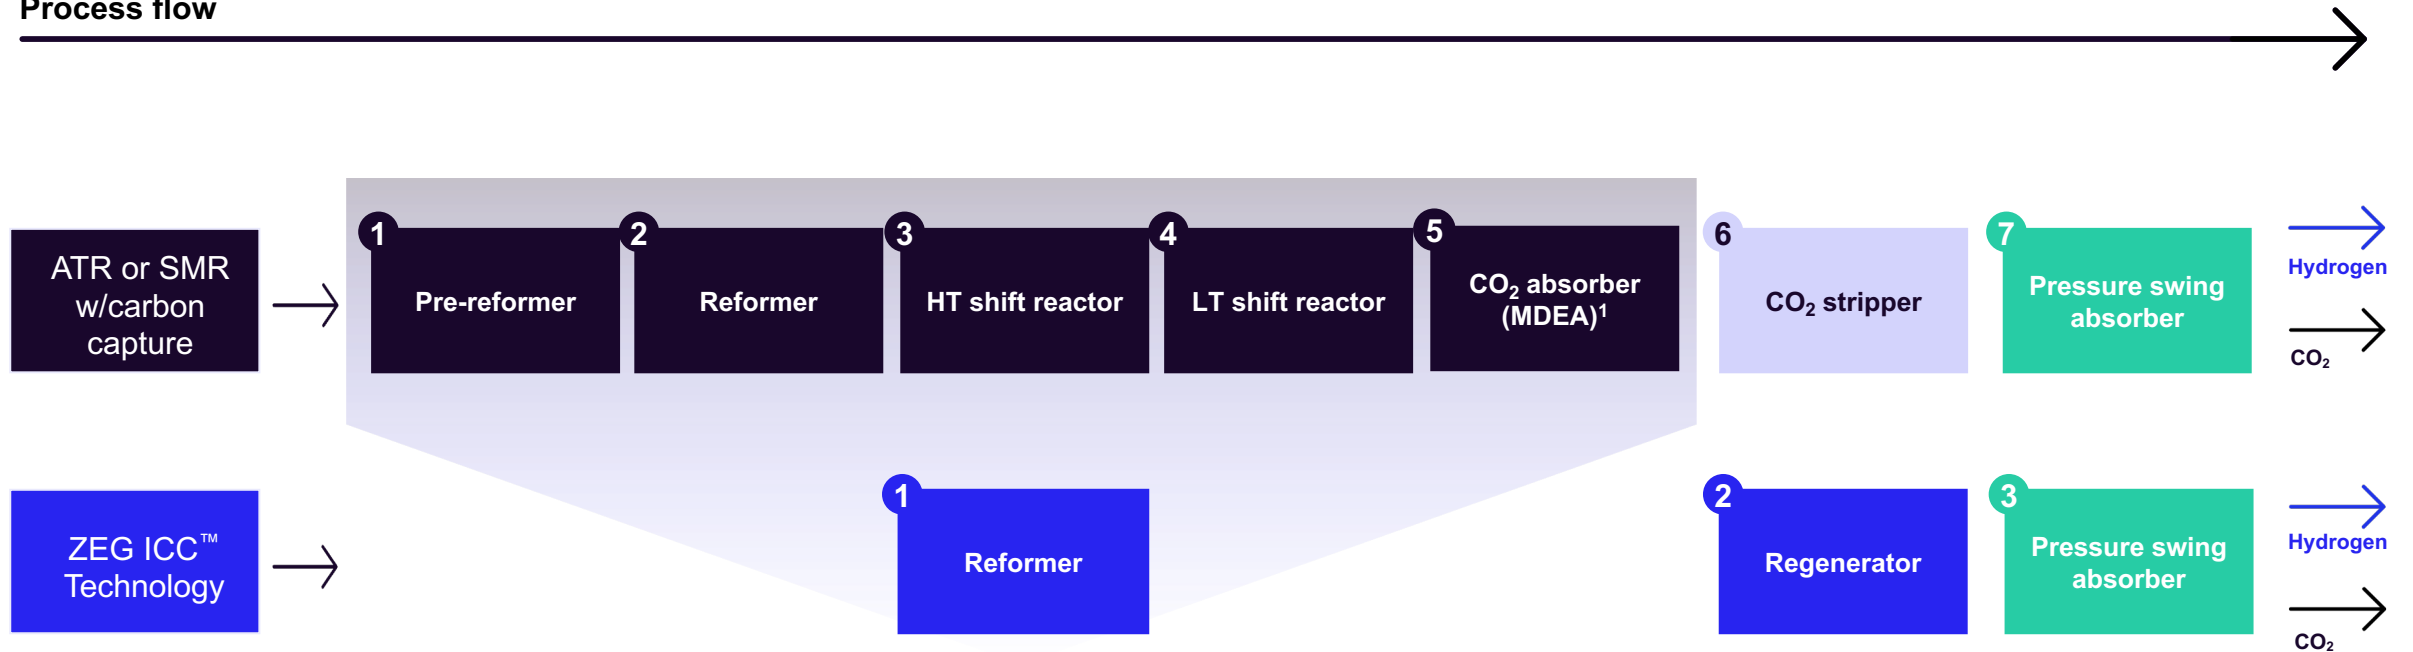 Process flow
ATR or SMR
w/carbon
capture
1
Pre-reformer
2
Reformer
3
HT shift reactor
4
LT shift reactor
5
CO₂ absorber
(MDEA)¹
6
CO₂ stripper
7
Pressure swing
absorber
Hydrogen
CO₂
ZEG ICC™
Technology
1
Reformer
2
Regenerator
3
Pressure swing
absorber
Hydrogen
CO₂